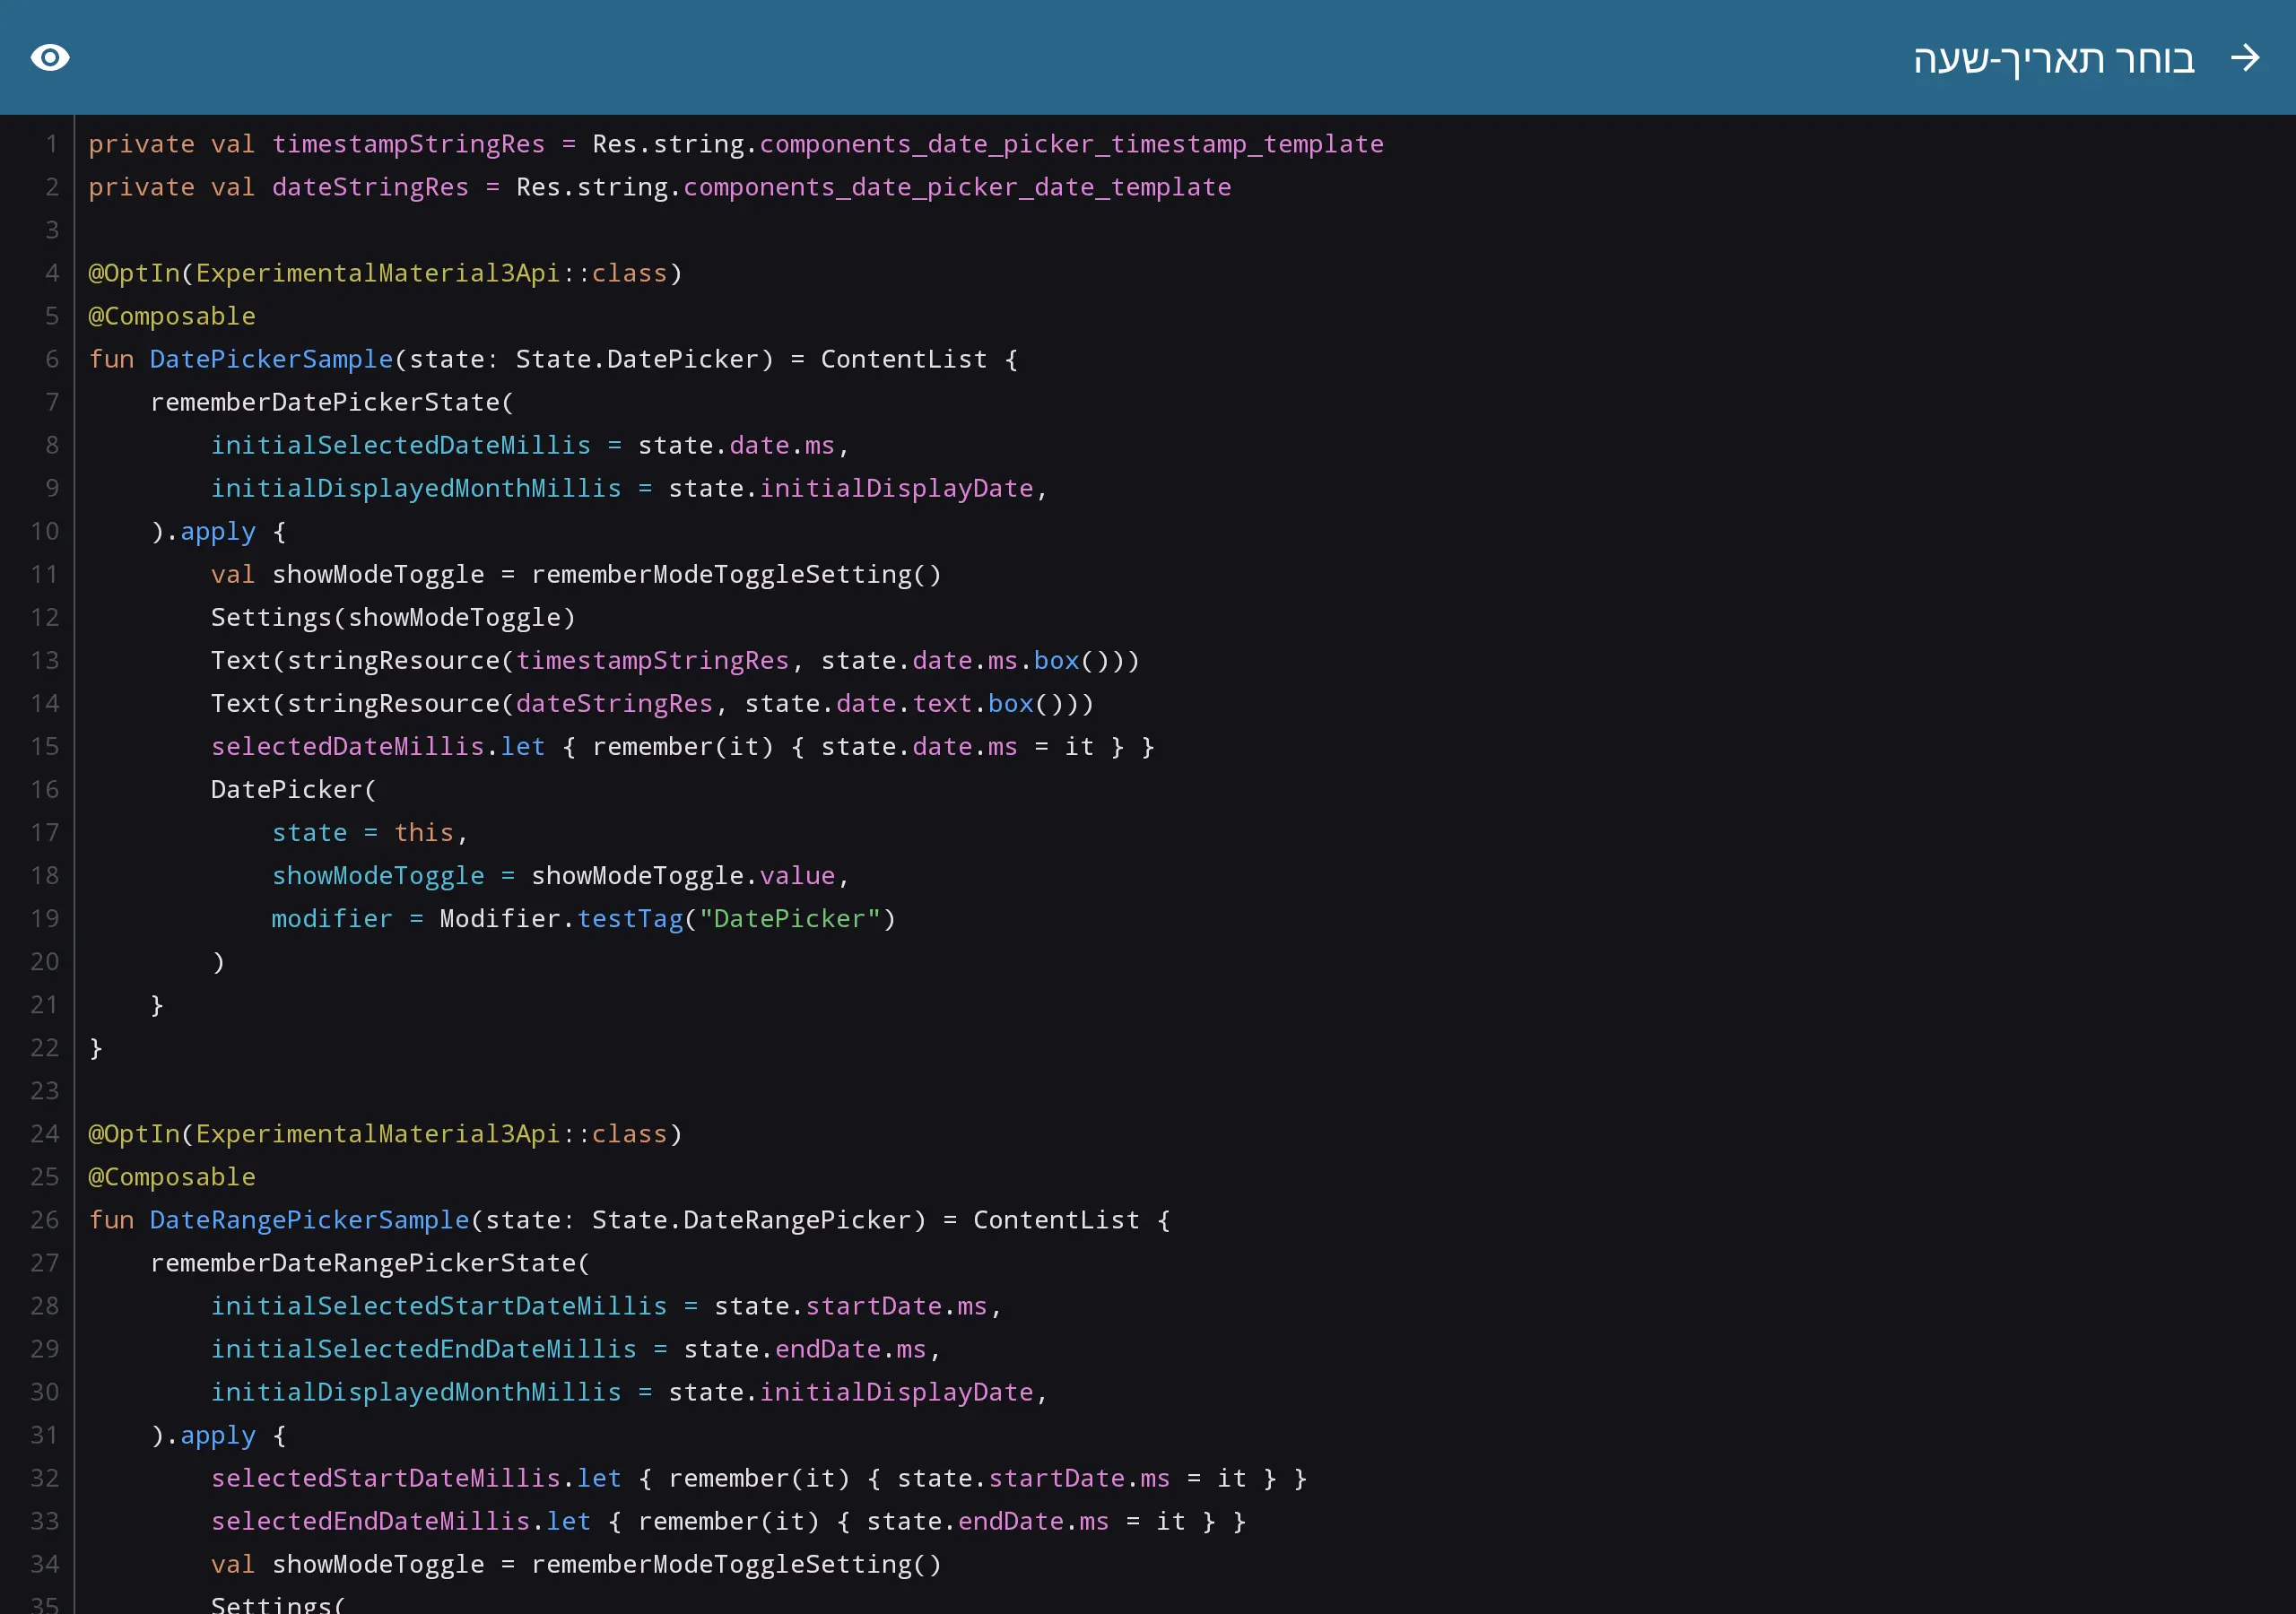 בוחר תאריך-שעה
1 private val timestampStringRes = Res.string.components_date_picker_timestamp_template
2 private val dateStringRes = Res.string.components_date_picker_date_template
3
4 @OptIn(ExperimentalMaterial3Api::class)
5 @Composable
6 fun DatePickerSample(state: State.DatePicker) = ContentList {
7     rememberDatePickerState(
8         initialSelectedDateMillis = state.date.ms,
9         initialDisplayedMonthMillis = state.initialDisplayDate,
10     ).apply {
11         val showModeToggle = rememberModeToggleSetting()
12         Settings(showModeToggle)
13         Text(stringResource(timestampStringRes, state.date.ms.box()))
14         Text(stringResource(dateStringRes, state.date.text.box()))
15         selectedDateMillis.let { remember(it) { state.date.ms = it } }
16         DatePicker(
17             state = this,
18             showModeToggle = showModeToggle.value,
19             modifier = Modifier.testTag("DatePicker")
20         )
21     }
22 }
23
24 @OptIn(ExperimentalMaterial3Api::class)
25 @Composable
26 fun DateRangePickerSample(state: State.DateRangePicker) = ContentList {
27     rememberDateRangePickerState(
28         initialSelectedStartDateMillis = state.startDate.ms,
29         initialSelectedEndDateMillis = state.endDate.ms,
30         initialDisplayedMonthMillis = state.initialDisplayDate,
31     ).apply {
32         selectedStartDateMillis.let { remember(it) { state.startDate.ms = it } }
33         selectedEndDateMillis.let { remember(it) { state.endDate.ms = it } }
34         val showModeToggle = rememberModeToggleSetting()
35         Settings(